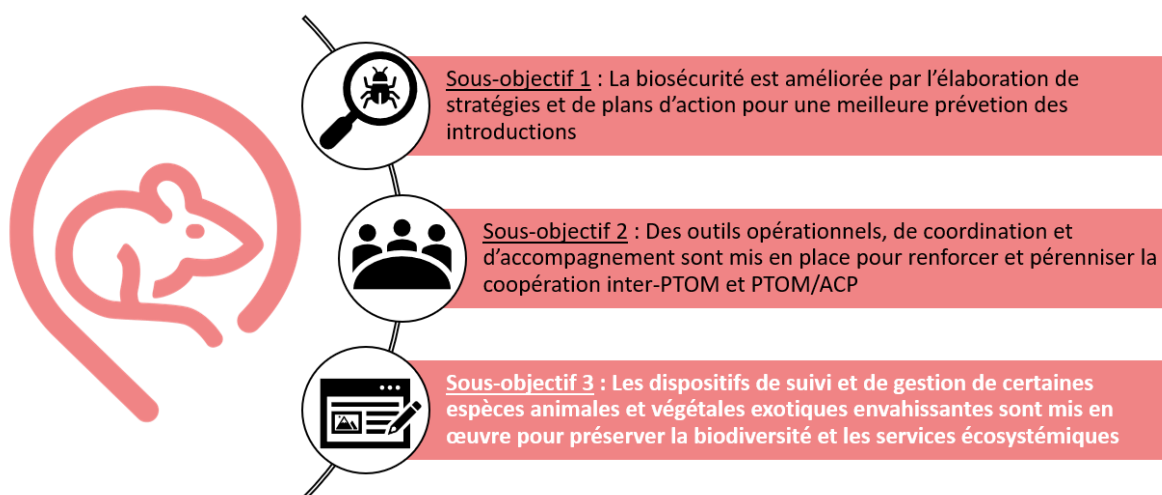 Sous-objectif 1 : La biosécurité est améliorée par l’élaboration de
stratégies et de plans d’action pour une meilleure prévetion des
introductions
Sous-objectif 2 : Des outils opérationnels, de coordination et
d’accompagnement sont mis en place pour renforcer et pérenniser la
coopération inter-PTOM et PTOM/ACP
Sous-objectif 3 : Les dispositifs de suivi et de gestion de certaines
espèces animales et végétales exotiques envahissantes sont mis en
œuvre pour préserver la biodiversité et les services écosystémiques